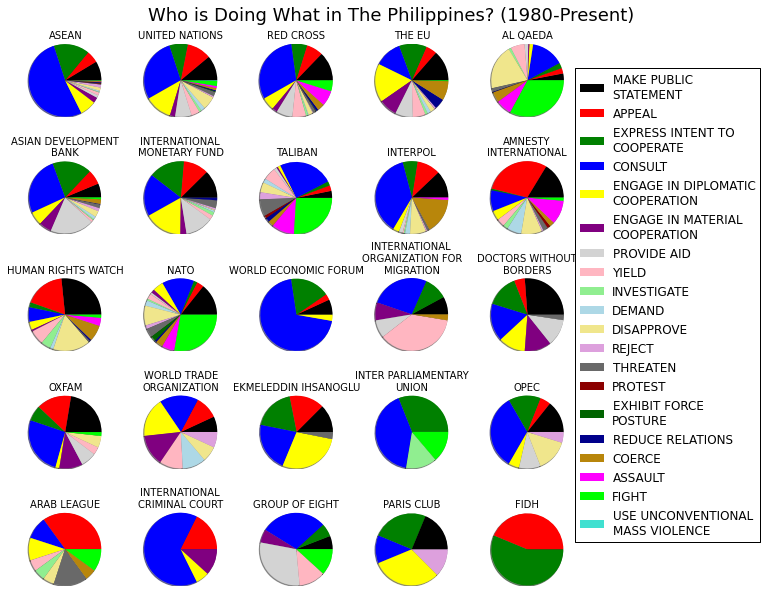 Who is Doing What in The Philippines? (1980-Present)
ASEAN
UNITED NATIONS
RED CROSS
THE EU
AL QAEDA
ASIAN DEVELOPMENT
BANK
INTERNATIONAL
MONETARY FUND
TALIBAN
INTERPOL
AMNESTY
INTERNATIONAL
HUMAN RIGHTS WATCH
NATO
WORLD ECONOMIC FORUM
INTERNATIONAL
ORGANIZATION FOR
MIGRATION
DOCTORS WITHOUT
BORDERS
OXFAM
WORLD TRADE
ORGANIZATION
EKMELEDDIN IHSANOGLU
INTER PARLIAMENTARY
UNION
OPEC
ARAB LEAGUE
INTERNATIONAL
CRIMINAL COURT
GROUP OF EIGHT
PARIS CLUB
FIDH
MAKE PUBLIC
STATEMENT
APPEAL
EXPRESS INTENT TO
COOPERATE
CONSULT
ENGAGE IN DIPLOMATIC
COOPERATION
ENGAGE IN MATERIAL
COOPERATION
PROVIDE AID
YIELD
INVESTIGATE
DEMAND
DISAPPROVE
REJECT
THREATEN
PROTEST
EXHIBIT FORCE
POSTURE
REDUCE RELATIONS
COERCE
ASSAULT
FIGHT
USE UNCONVENTIONAL
MASS VIOLENCE